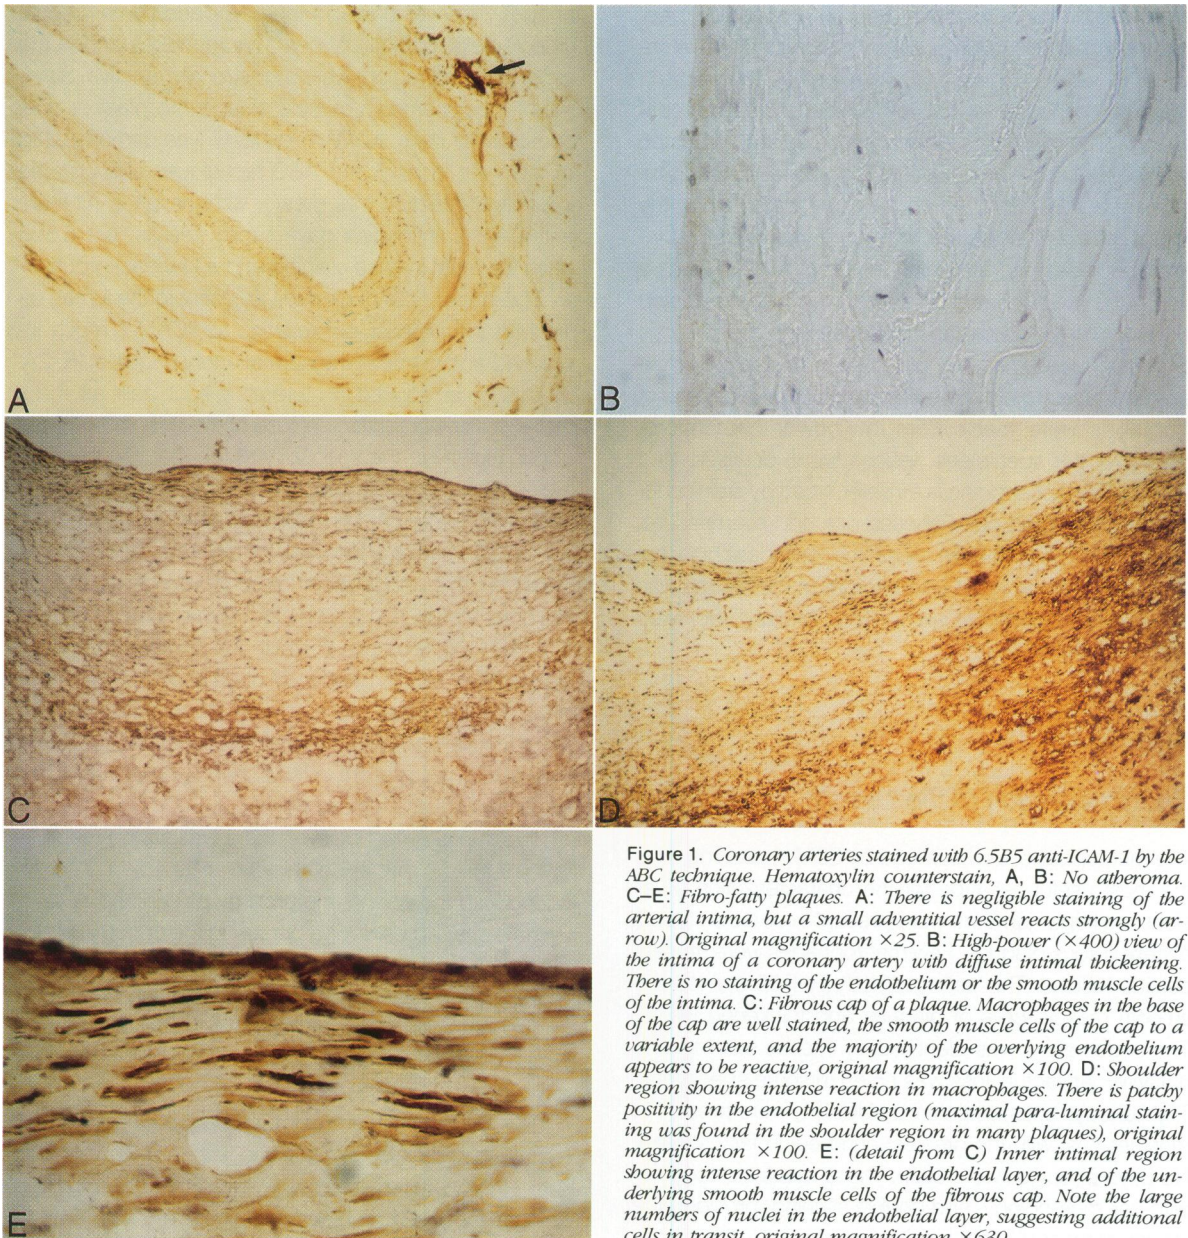 A
B
C
D
E
Figure 1. Coronary arteries stained with 6.5B5 anti-ICAM-1 by the
ABC technique. Hematoxylin counterstain, A, B: No atheroma.
C–E: Fibro-fatty plaques. A: There is negligible staining of the
arterial intima, but a small adventitial vessel reacts strongly (ar-
row). Original magnification ×25. B: High-power (×400) view of
the intima of a coronary artery with diffuse intimal thickening.
There is no staining of the endothelium or the smooth muscle cells
of the intima. C: Fibrous cap of a plaque. Macrophages in the base
of the cap are well stained, the smooth muscle cells of the cap to a
variable extent, and the majority of the overlying endothelium
appears to be reactive, original magnification ×100. D: Shoulder
region showing intense reaction in macrophages. There is patchy
positivity in the endothelial region (maximal para-luminal stain-
ing was found in the shoulder region in many plaques), original
magnification ×100. E: (detail from C) Inner intimal region
showing intense reaction in the endothelial layer, and of the un-
derlying smooth muscle cells of the fibrous cap. Note the large
numbers of nuclei in the endothelial layer, suggesting additional
cells in transit, original magnification ×630.